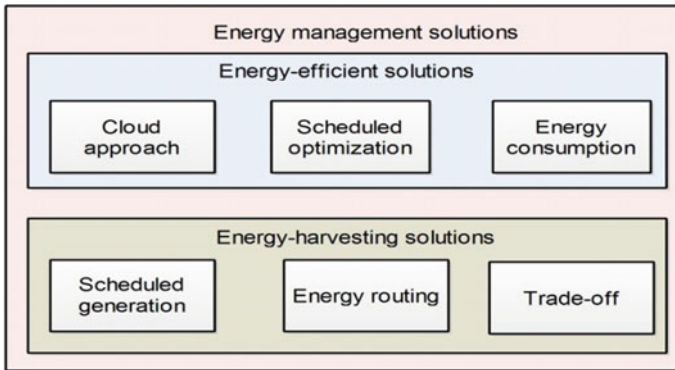 Energy management solutions
Energy-efficient solutions
Cloud
approach
Scheduled
optimization
Energy
consumption
Energy-harvesting solutions
Scheduled
generation
Energy routing
Trade-off